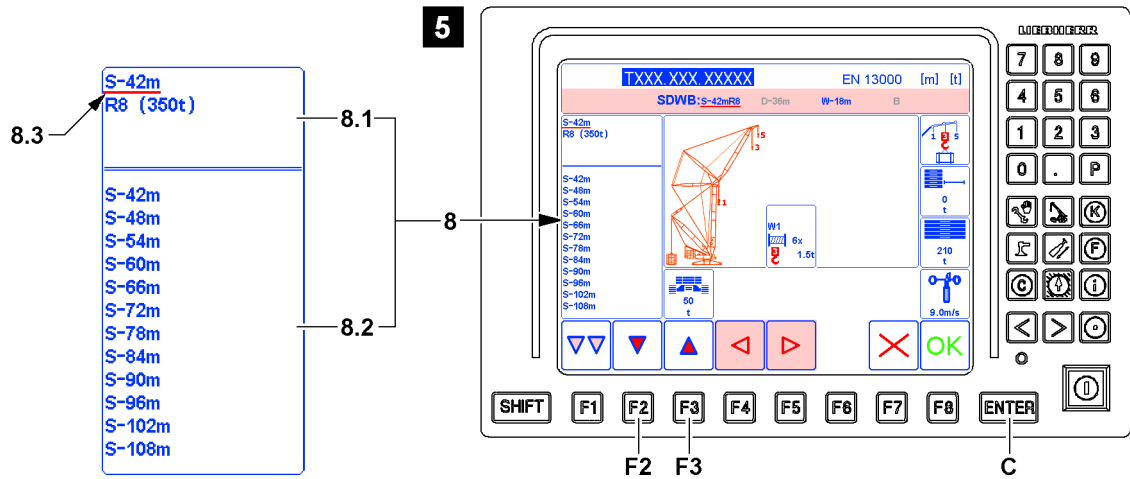 5
S-42m
R8 (350t)
8.3
8.1
S-42m
S-48m
S-54m
S-60m
S-66m
S-72m
S-78m
S-84m
S-90m
S-96m
S-102m
S-108m
8
8.2
LIEBHERR
TXXX XXX XXXXX EN 13000 [m] [t]
SDWB:S-42mR8 D-36m W-18m B
S-42m
R8 (350t)
S-42m
S-48m
S-54m
S-60m
S-66m
S-72m
S-78m
S-84m
S-90m
S-96m
S-102m
S-108m
5
3
1
W1
6x
3
1.5t
1 3 5
0
t
210
t
50
t
9.0m/s
OK
7 8 9
4 5 6
1 2 3
0 . P
K
F
C i
SHIFT F1 F2 F3 F4 F5 F6 F7 F8 ENTER
F2 F3 C